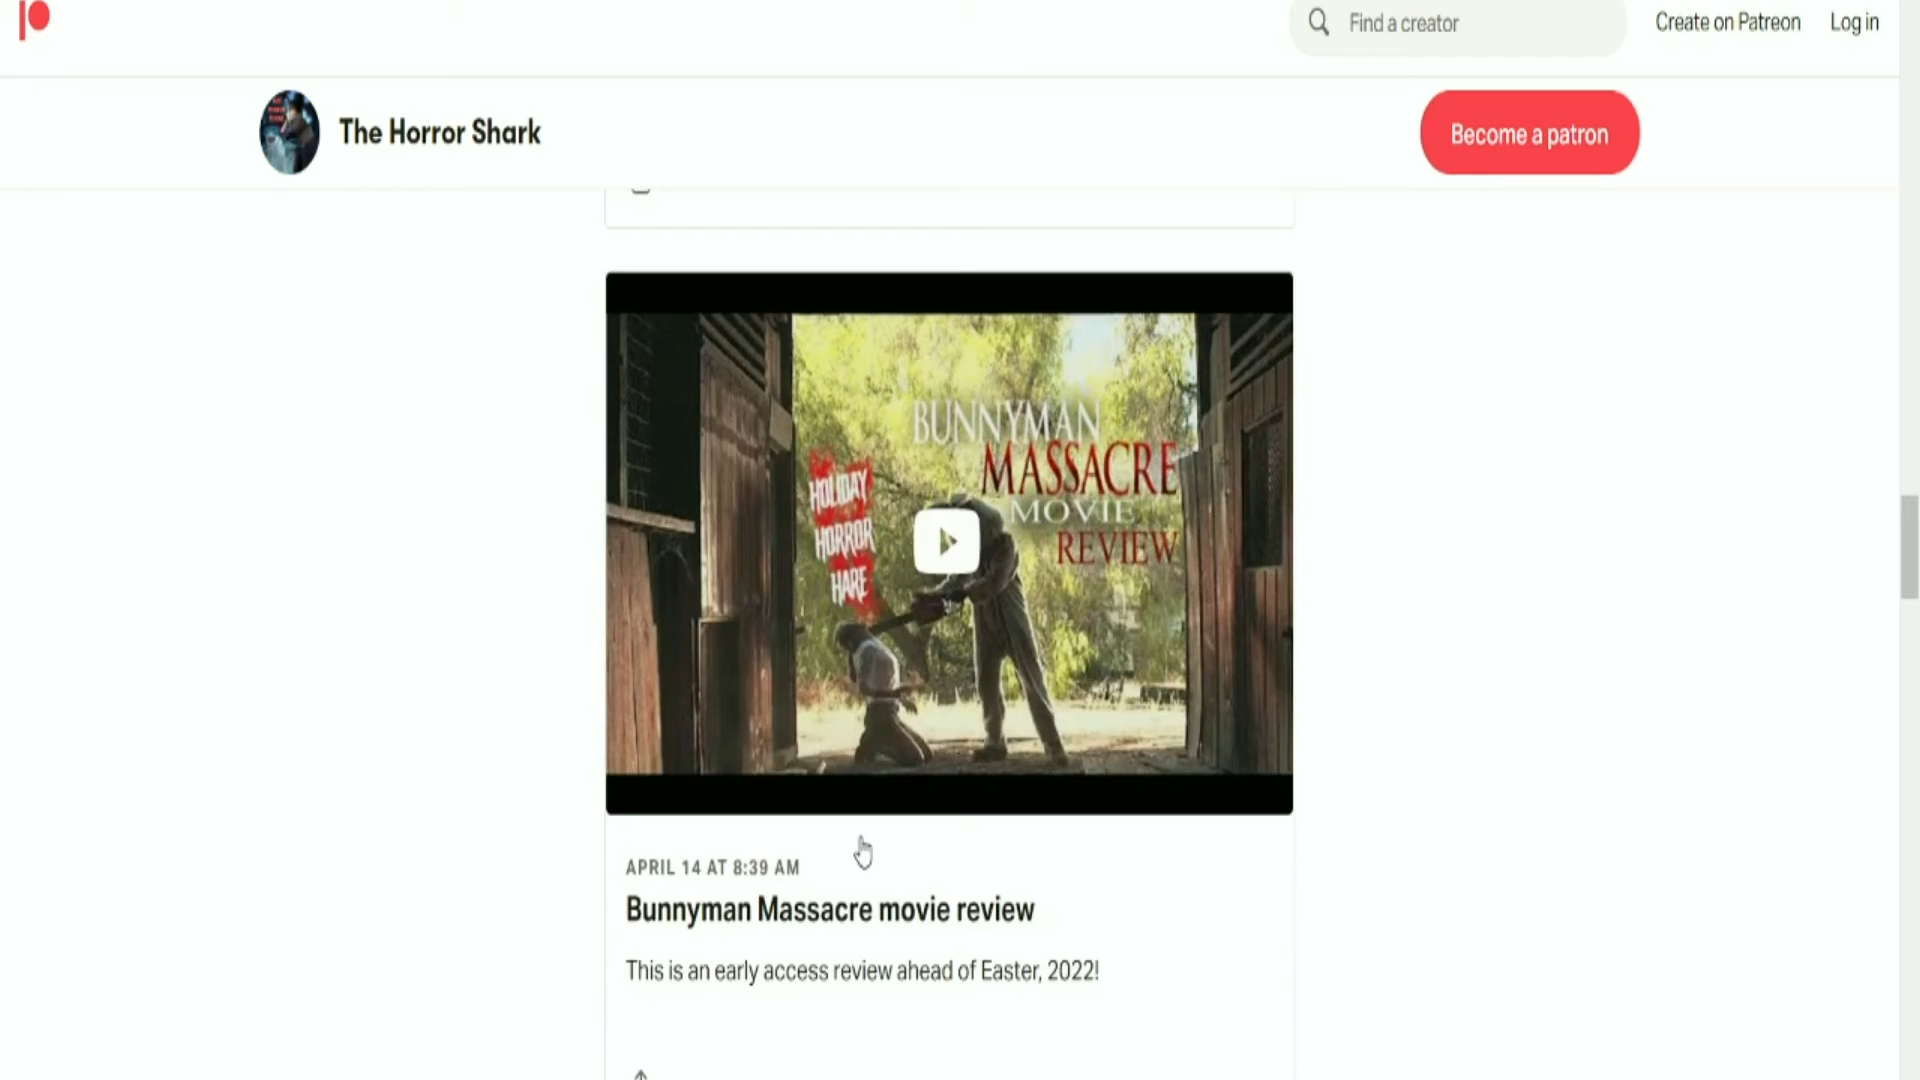 Find a creator
Create on Patreon
Log in
The Horror Shark
Become a patron
BUNNYMAN
MASSACRE
MOVIE
REVIEW
HOLIDAY
HORROR
HARE
APRIL 14 AT 8:39 AM
Bunnyman Massacre movie review
This is an early access review ahead of Easter, 2022!